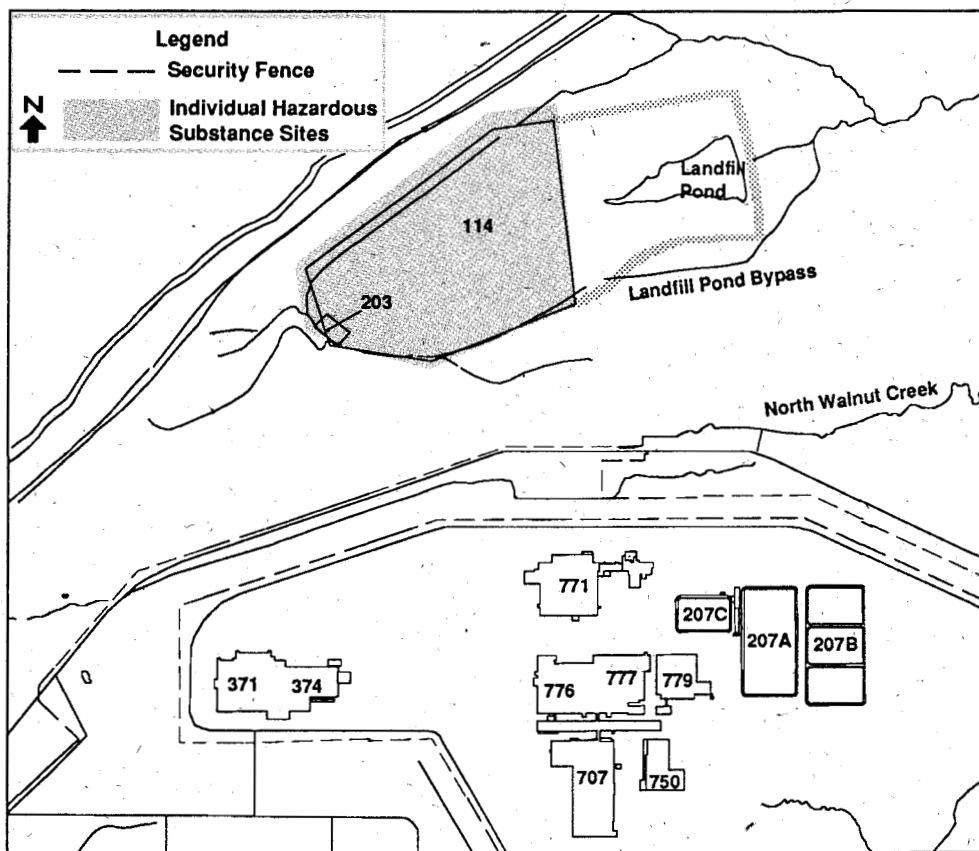 Legend
Security Fence
N
Individual Hazardous
Substance Sites
Landfill
Pond
114
Landfill Pond Bypass
203
North Walnut Creek
771
207C
207A
207B
371
374
776
777
779
707
750